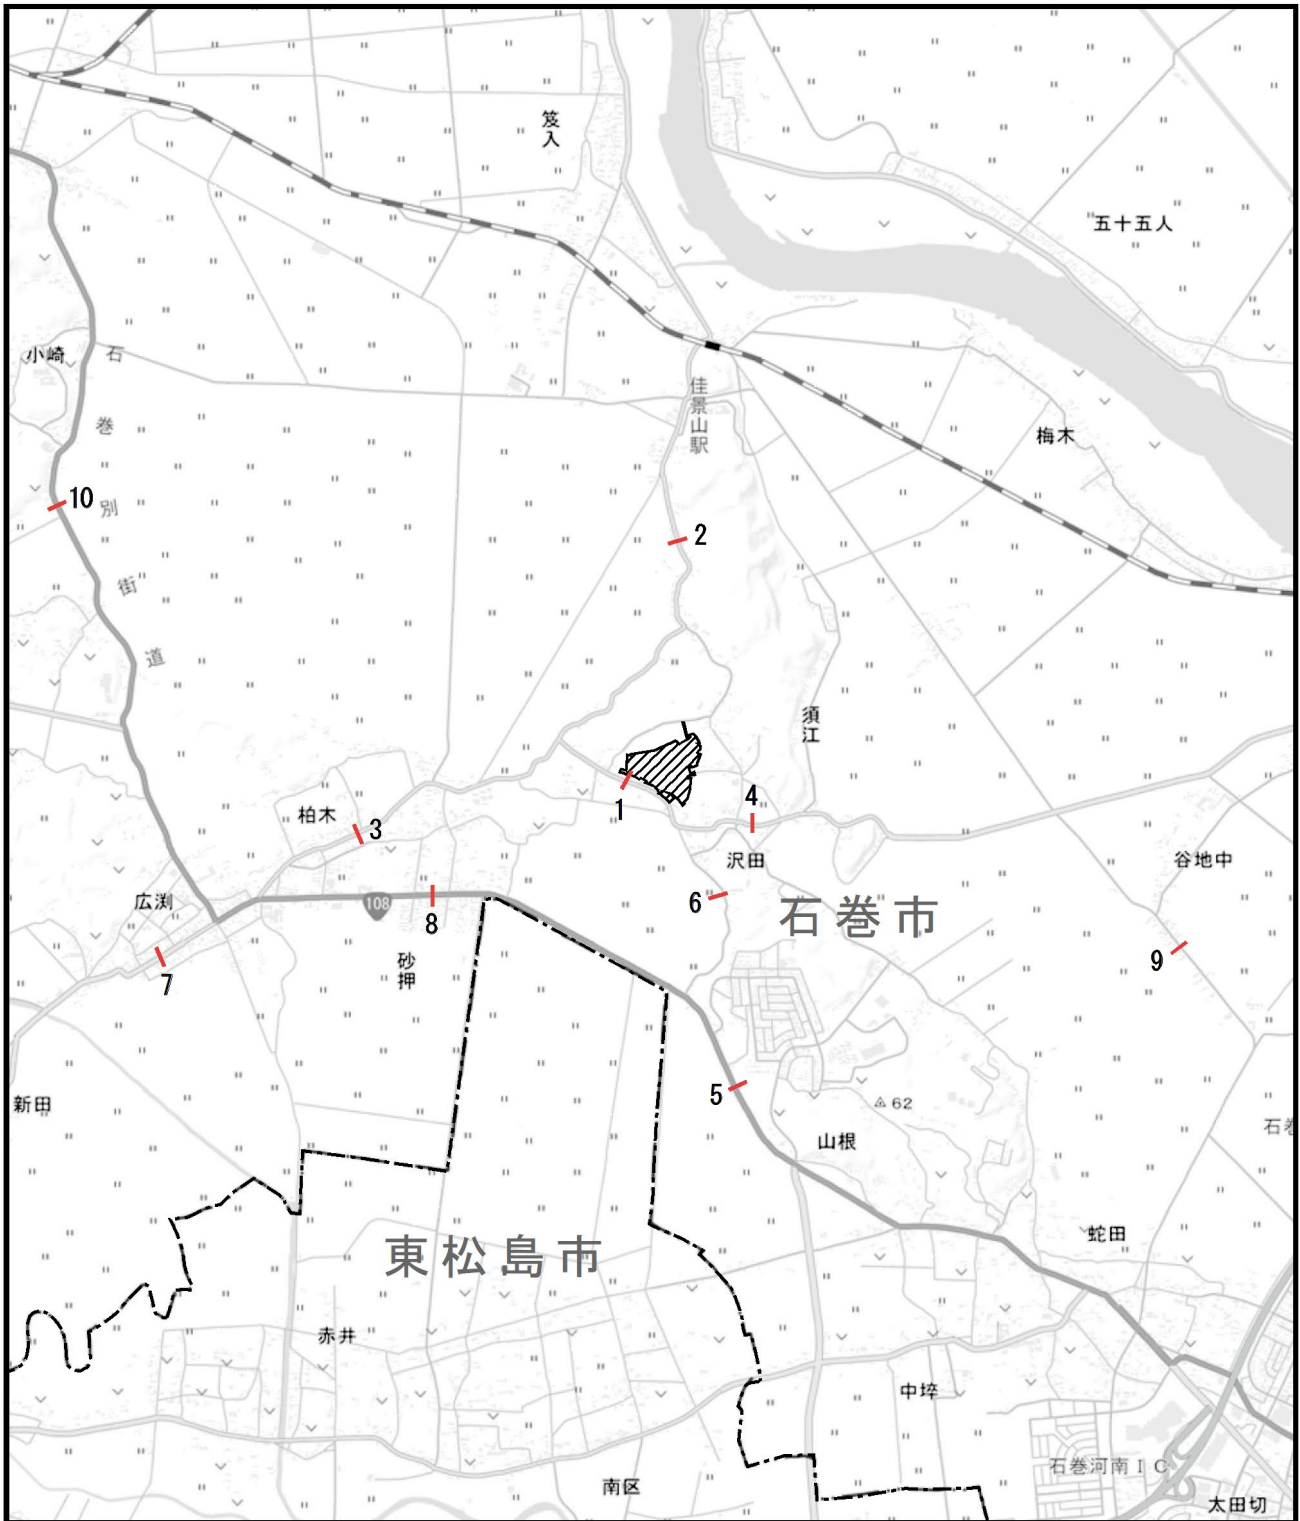 笈入
五十五人
小崎
石巻別街道
佳景山駅
梅木
10
2
須江
1
4
柏木
3
沢田
谷地中
広渕
108
8
6
石巻市
9
7
砂押
5
新田
62
石巻
山根
蛇田
東松島市
赤井
中埣
石巻河南IC
南区
太田切